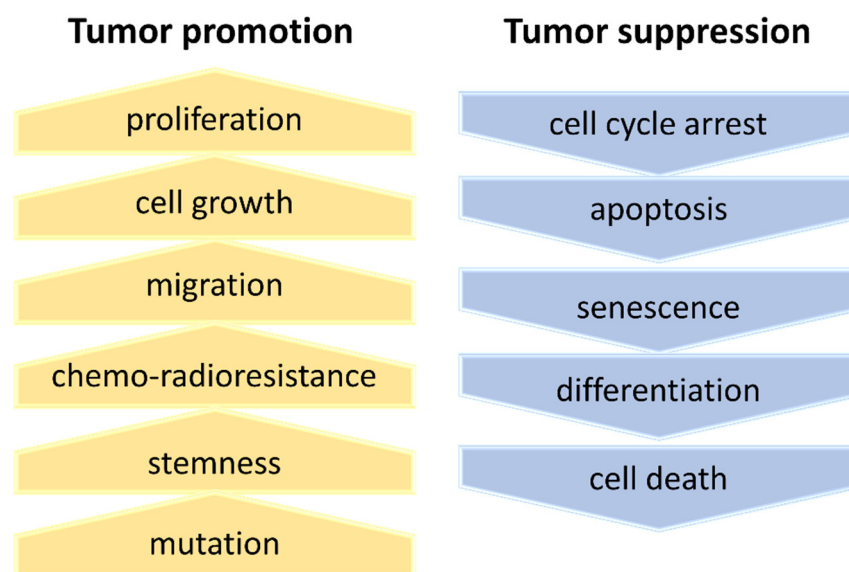 Tumor promotion
proliferation
cell growth
migration
chemo-radioresistance
stemness
mutation
Tumor suppression
cell cycle arrest
apoptosis
senescence
differentiation
cell death